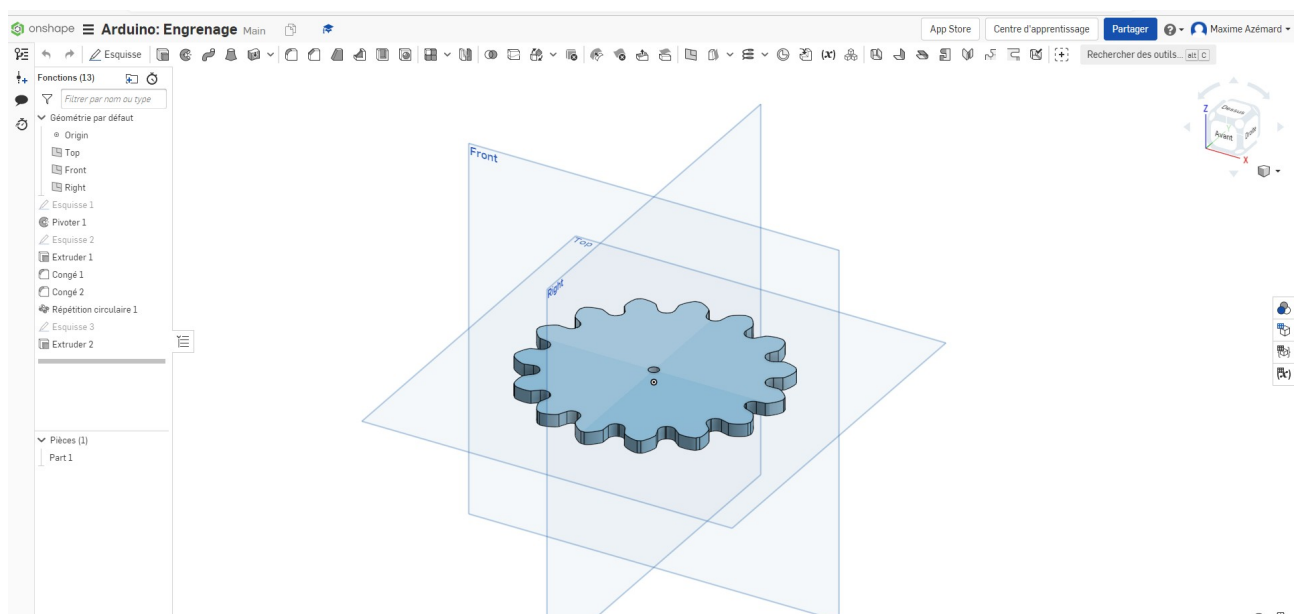 onshape Arduino: Engrenage Main App Store Centre d'apprentissage Partager Maxime Azémard
Esquisse (x) Rechercher des outils... alt C
Fonctions (13)
Filtrer par nom ou type
Géométrie par défaut
Origin
Top
Front
Right
Esquisse 1
Pivoter 1
Esquisse 2
Extruder 1
Congé 1
Congé 2
Répétition circulaire 1
Esquisse 3
Extruder 2
Pièces (1)
Part 1
Front
Top
Right
Z
Dessus
Avant
Droite
X
(x)